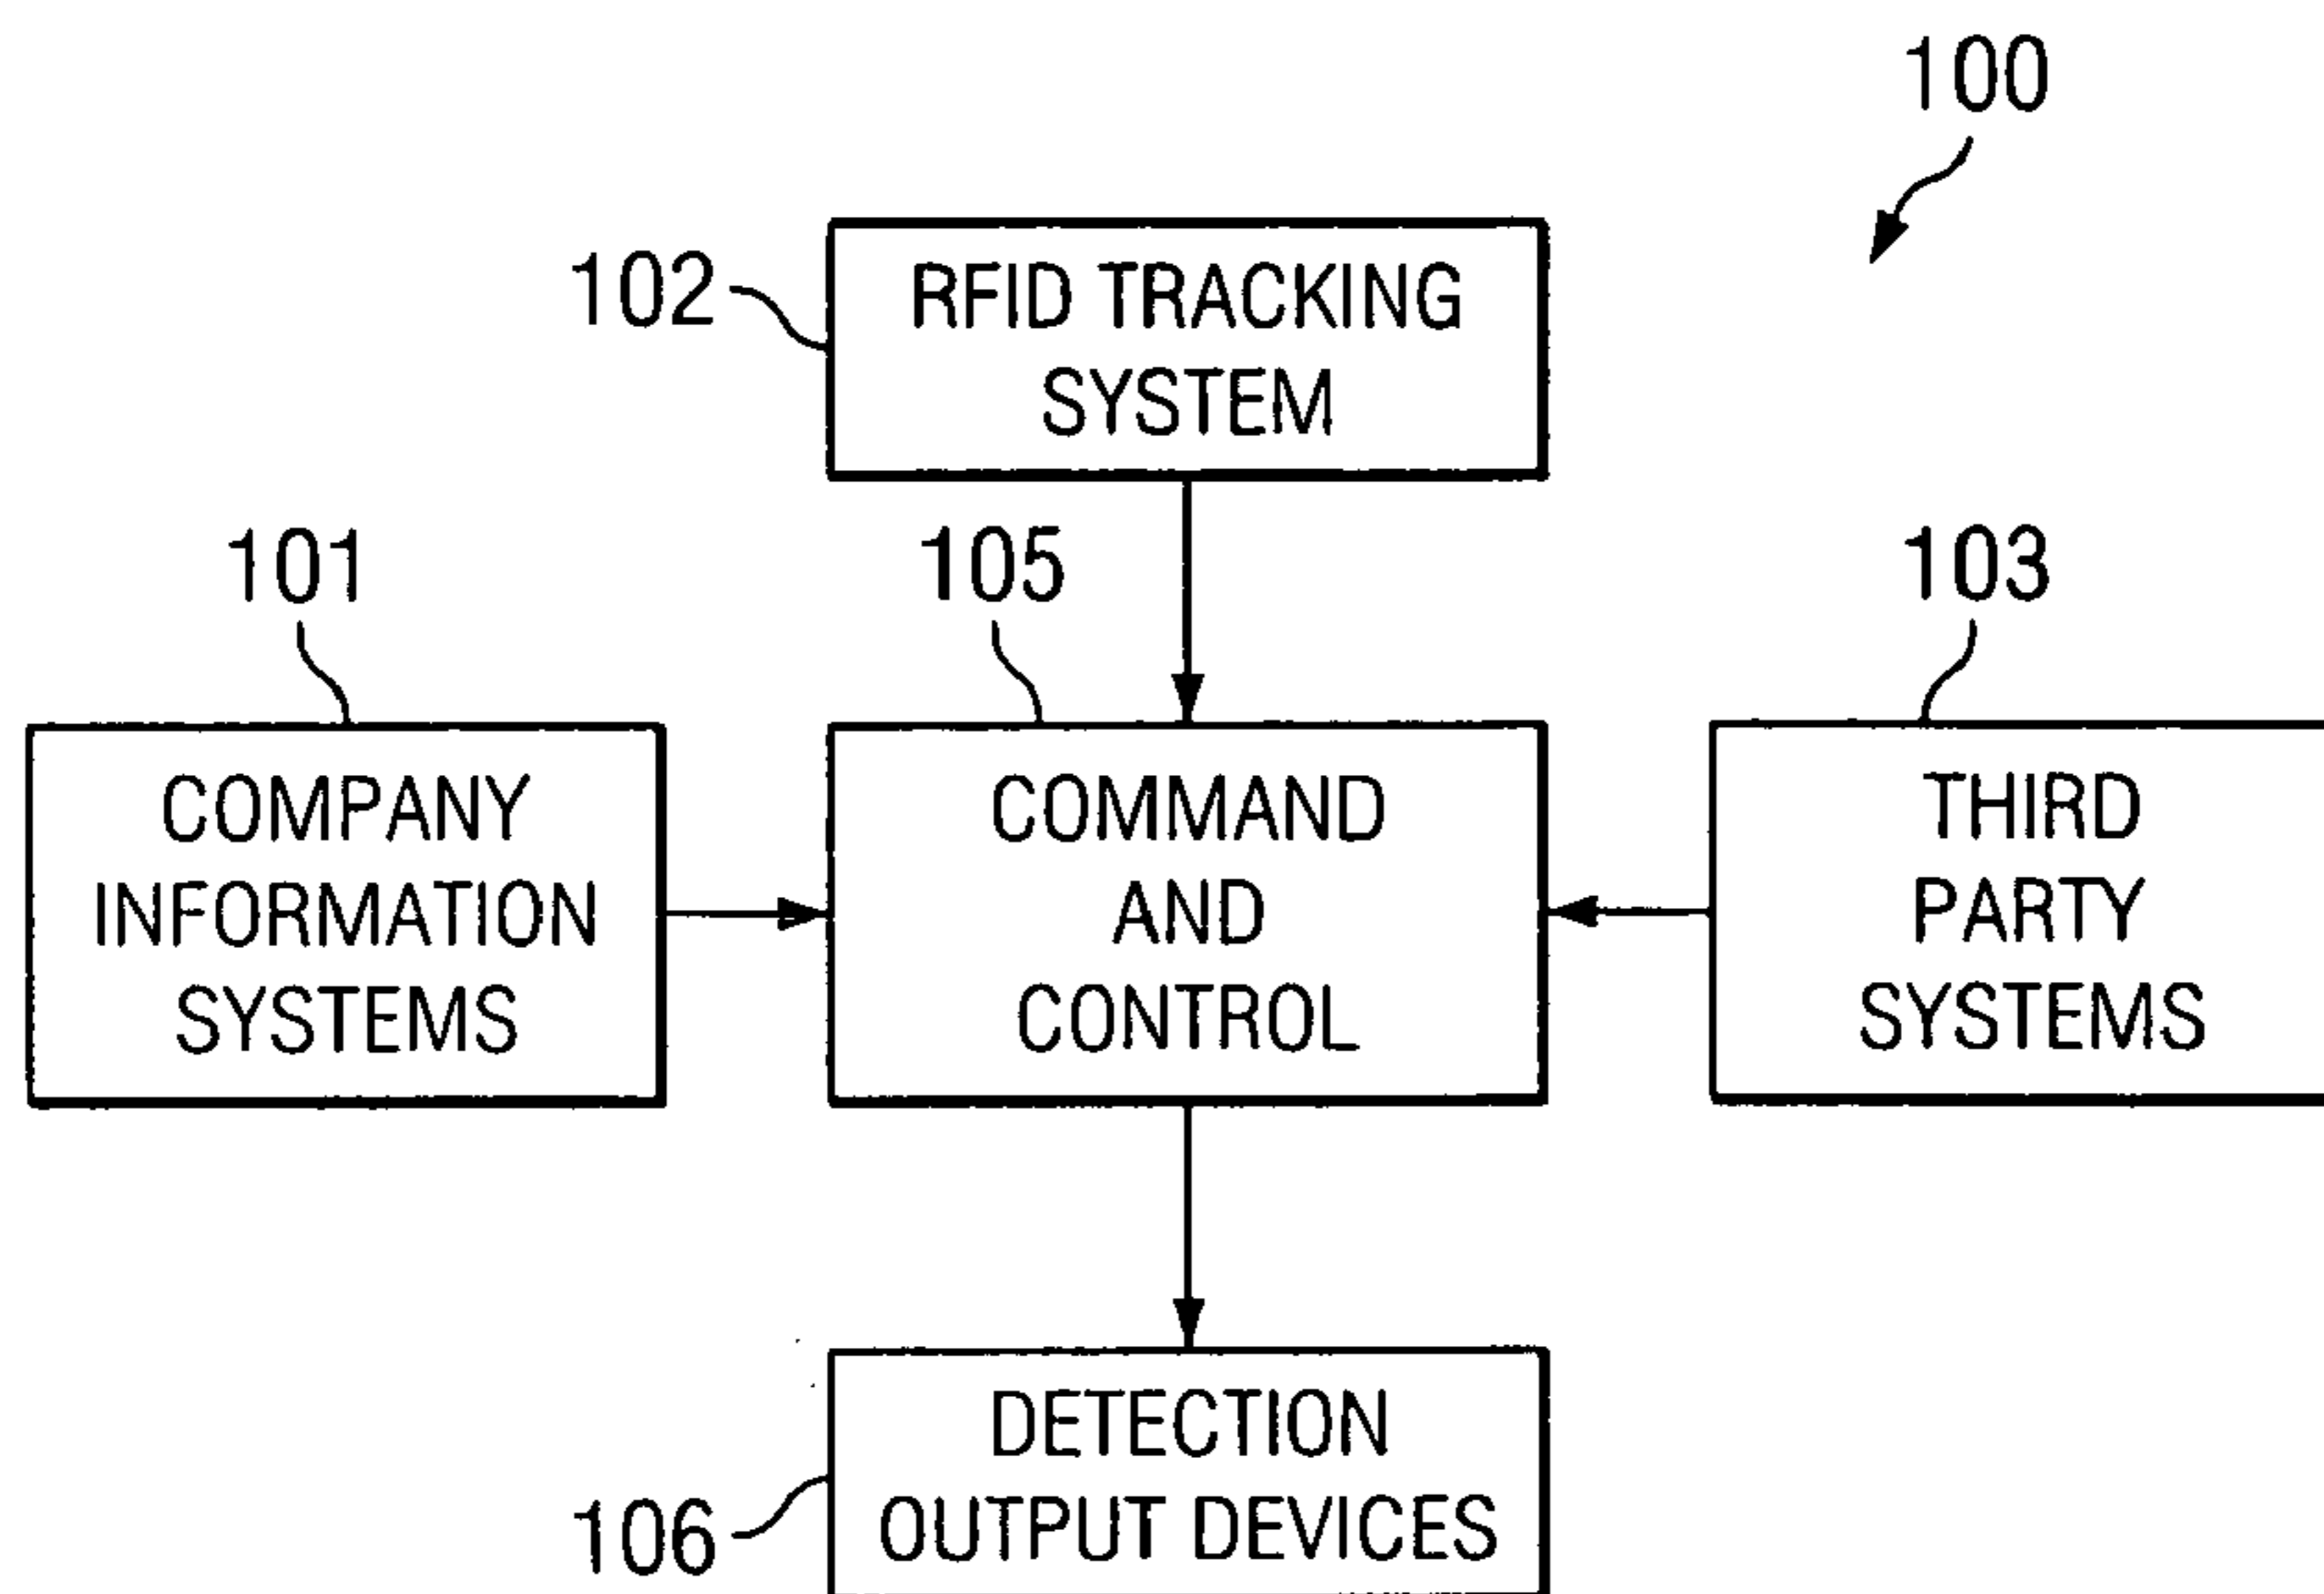 100
102
RFID TRACKING
SYSTEM
101
105
103
COMPANY
INFORMATION
SYSTEMS
COMMAND
AND
CONTROL
THIRD
PARTY
SYSTEMS
DETECTION
OUTPUT DEVICES
106